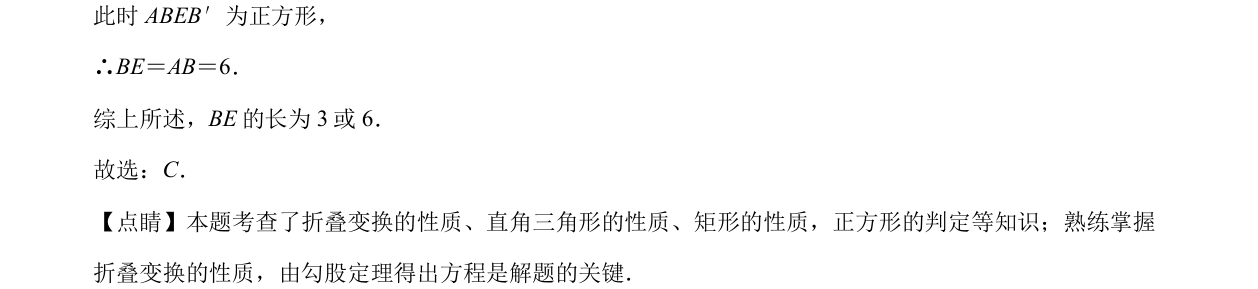 此时 ABEB′ 为正方形，
∴BE＝AB＝6．
综上所述，BE 的长为 3 或 6．
故选：C．
【点睛】本题考查了折叠变换的性质、直角三角形的性质、矩形的性质，正方形的判定等知识；熟练掌握
折叠变换的性质，由勾股定理得出方程是解题的关键．